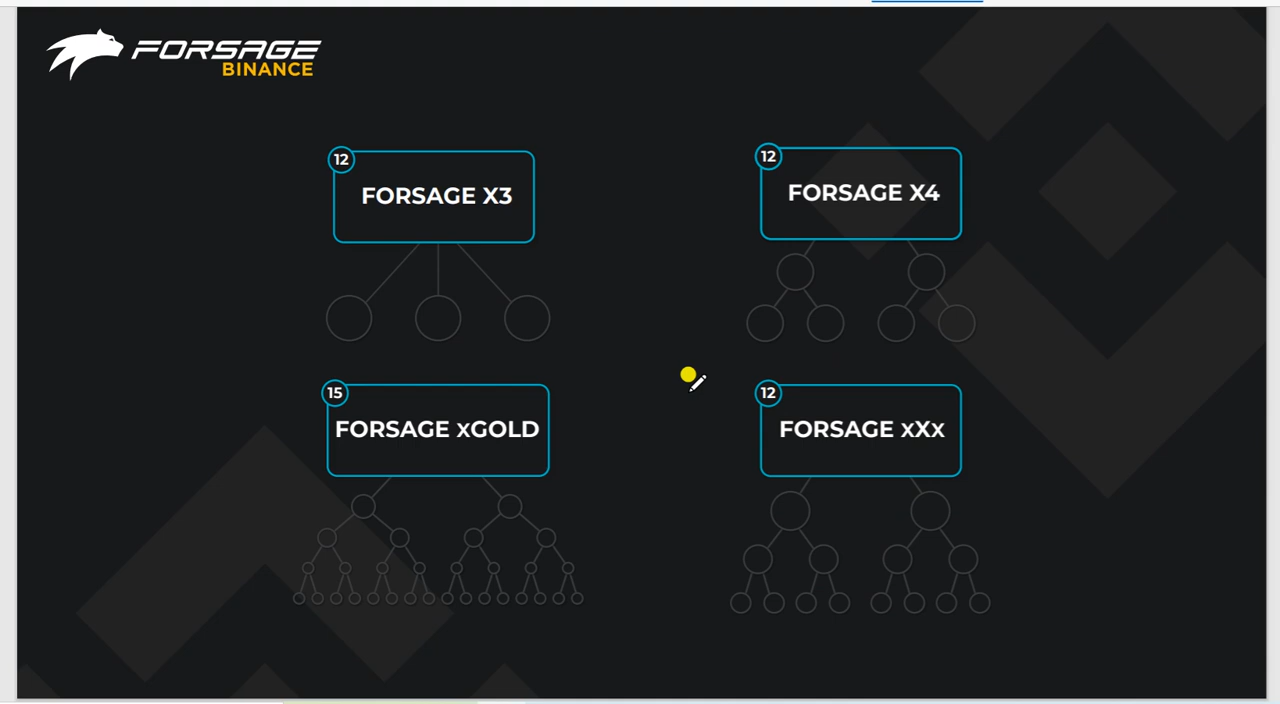 FORSAGE
BINANCE
12
FORSAGE X3
12
FORSAGE X4
15
FORSAGE xGOLD
12
FORSAGE xXx